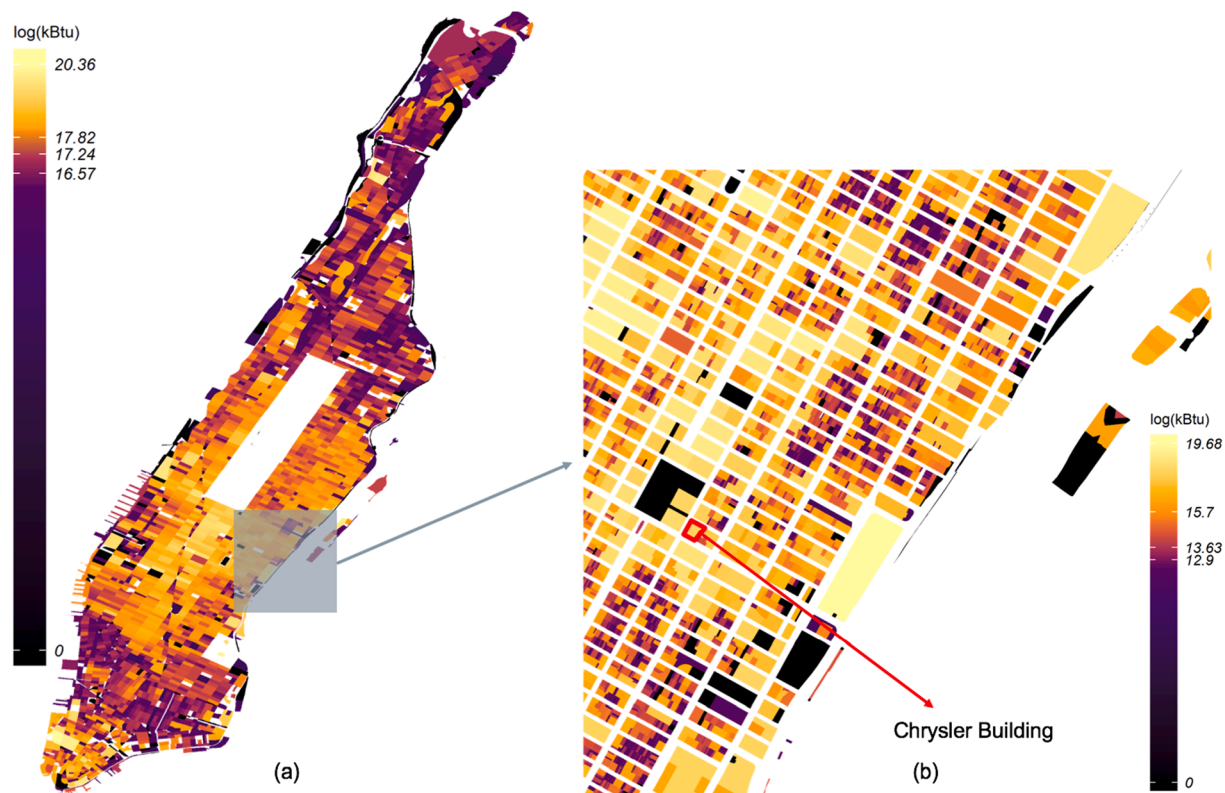 log(kBtu)
20.36
17.82
17.24
16.57
0
(a)
log(kBtu)
19.68
15.7
13.63
12.9
0
Chrysler Building
(b)